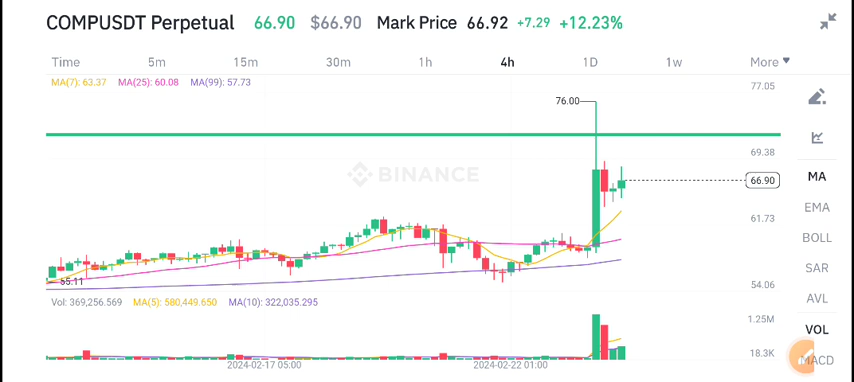 COMPUSDT Perpetual 66.90 $66.90 Mark Price 66.92 +7.29 +12.23%
Time 5m 15m 30m 1h 4h 1D 1w More
MA(7): 63.37 MA(25): 60.08 MA(99): 57.73
77.05
76.00
69.38
BINANCE
66.90
MA
EMA
61.73
BOLL
SAR
55.11
54.06
Vol: 369,256.569 MA(5): 580,449.650 MA(10): 322,035.295
AVL
1.25M
VOL
18.3K
MACD
2024-02-17 05:00 2024-02-22 01:00